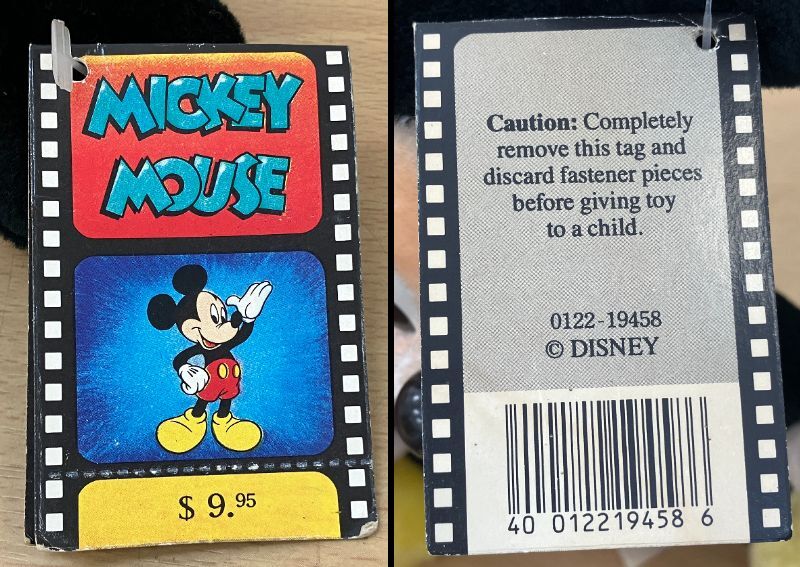 MICKEY
MOUSE
$ 9.95
Caution: Completely
remove this tag and
discard fastener pieces
before giving toy
to a child.
0122-19458
© DISNEY
40 012219458 6